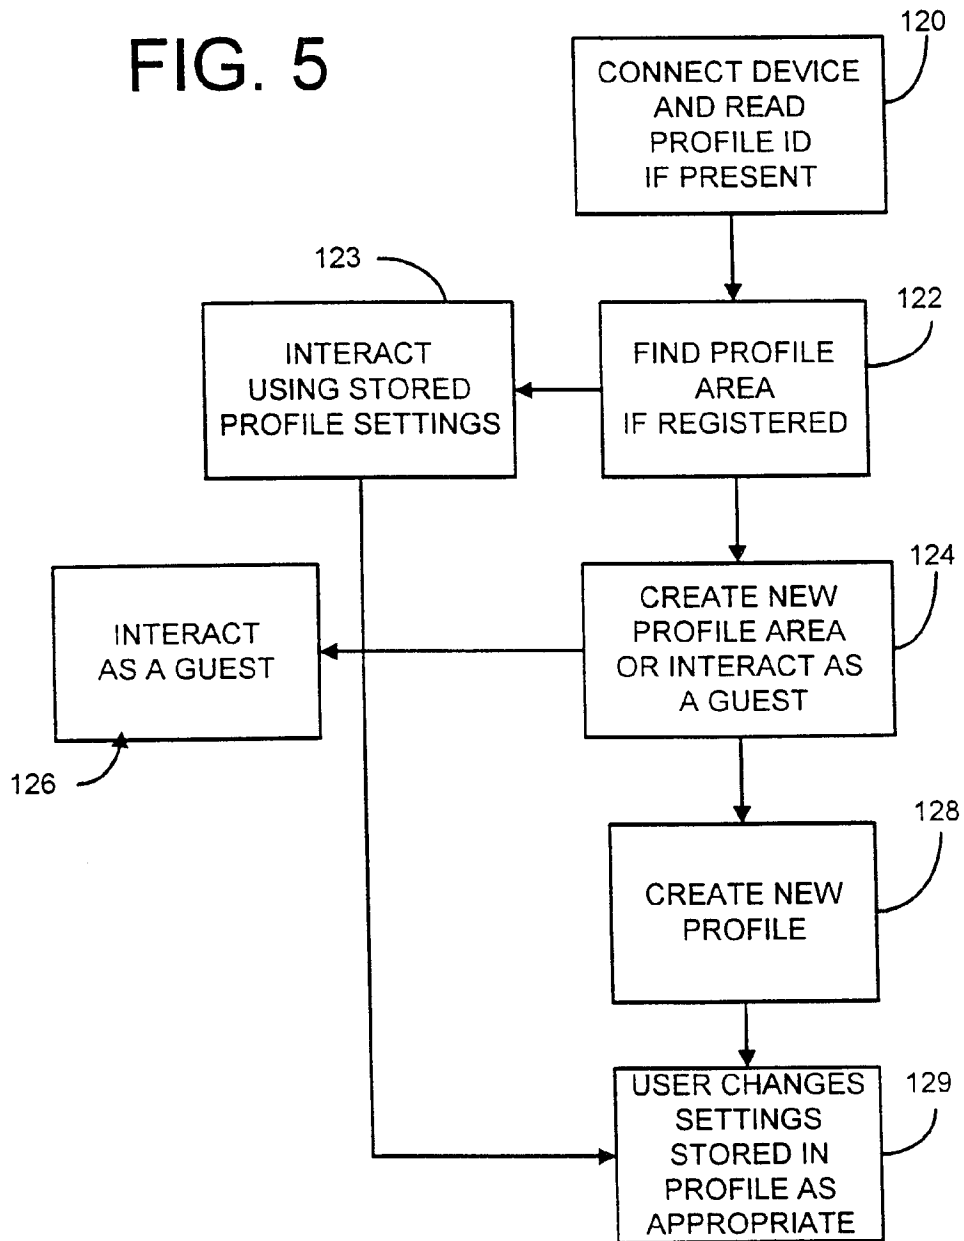 FIG. 5
120
CONNECT DEVICE
AND READ
PROFILE ID
IF PRESENT
123
122
INTERACT
USING STORED
PROFILE SETTINGS
FIND PROFILE
AREA
IF REGISTERED
124
INTERACT
AS A GUEST
CREATE NEW
PROFILE AREA
OR INTERACT AS
A GUEST
126
128
CREATE NEW
PROFILE
129
USER CHANGES
SETTINGS
STORED IN
PROFILE AS
APPROPRIATE